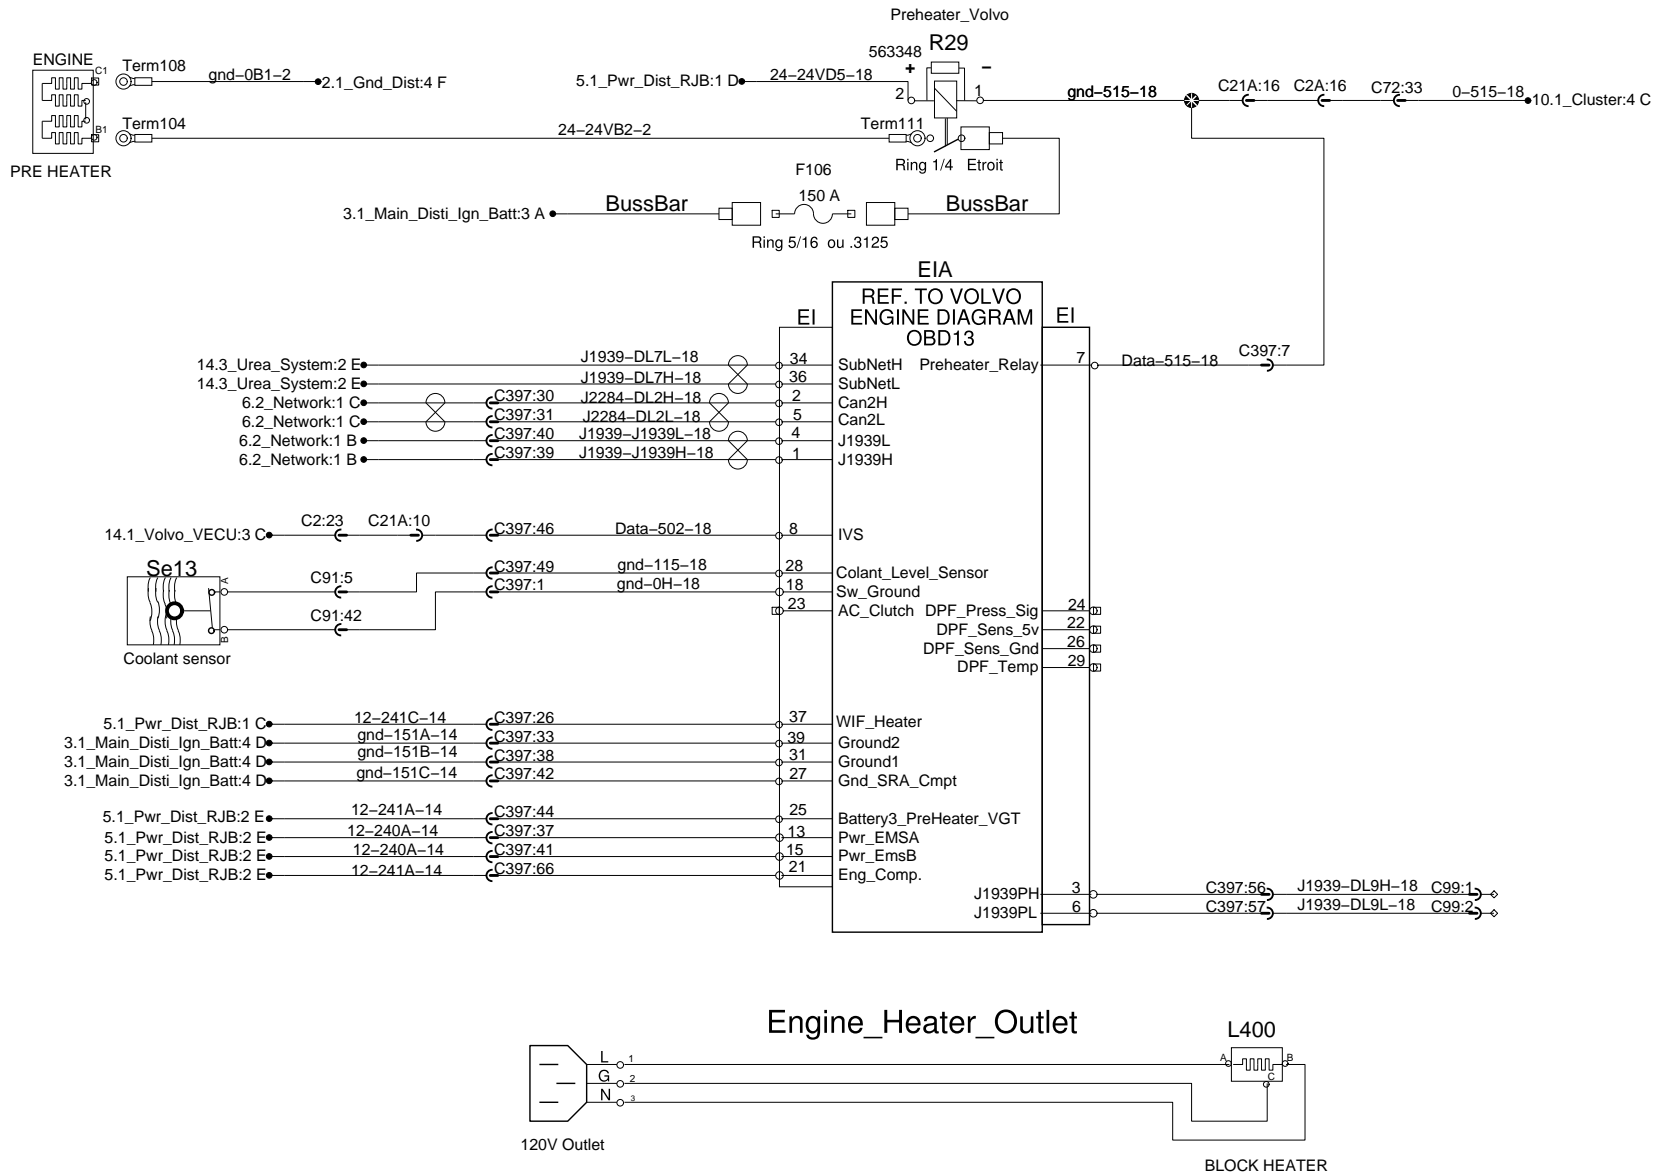 Preheater_Volvo
563348 R29
ENGINE
C1
Term108
gnd-0B1-2
2.1_Gnd_Dist:4 F
5.1_Pwr_Dist_RJB:1 D
24-24VD5-18
+
−
2
1
gnd-515-18
C21A:16
C2A:16
C72:33
0-515-18
10.1_Cluster:4 C
B1
Term104
24-24VB2-2
Term111
Ring 1/4
Etroit
PRE HEATER
F106
150 A
3.1_Main_Disti_Ign_Batt:3 A
BussBar
BussBar
Ring 5/16 ou .3125
EIA
REF. TO VOLVO
ENGINE DIAGRAM
OBD13
EI
EI
14.3_Urea_System:2 E
J1939-DL7L-18
34
SubNetH
Preheater_Relay
7
Data-515-18
C397:7
14.3_Urea_System:2 E
J1939-DL7H-18
36
SubNetL
6.2_Network:1 C
C397:30
J2284-DL2H-18
2
Can2H
6.2_Network:1 C
C397:31
J2284-DL2L-18
5
Can2L
6.2_Network:1 B
C397:40
J1939-J1939L-18
4
J1939L
6.2_Network:1 B
C397:39
J1939-J1939H-18
1
J1939H
14.1_Volvo_VECU:3 C
C2:23
C21A:10
C397:46
Data-502-18
8
IVS
Se13
A
C91:5
C397:49
gnd-115-18
28
Colant_Level_Sensor
C397:1
gnd-0H-18
18
Sw_Ground
23
AC_Clutch
DPF_Press_Sig
24
B
C91:42
DPF_Sens_5v
22
DPF_Sens_Gnd
26
DPF_Temp
29
Coolant sensor
5.1_Pwr_Dist_RJB:1 C
12-241C-14
C397:26
37
WIF_Heater
3.1_Main_Disti_Ign_Batt:4 D
gnd-151A-14
C397:33
39
Ground2
3.1_Main_Disti_Ign_Batt:4 D
gnd-151B-14
C397:38
31
Ground1
3.1_Main_Disti_Ign_Batt:4 D
gnd-151C-14
C397:42
27
Gnd_SRA_Cmpt
5.1_Pwr_Dist_RJB:2 E
12-241A-14
C397:44
25
Battery3_PreHeater_VGT
5.1_Pwr_Dist_RJB:2 E
12-240A-14
C397:37
13
Pwr_EMSA
5.1_Pwr_Dist_RJB:2 E
12-240A-14
C397:41
15
Pwr_EmsB
5.1_Pwr_Dist_RJB:2 E
12-241A-14
C397:66
21
Eng_Comp.
J1939PH
3
C397:56
J1939-DL9H-18
C99:1
J1939PL
6
C397:57
J1939-DL9L-18
C99:2
Engine_Heater_Outlet
L400
L 1
G 2
N 3
A
B
C
120V Outlet
BLOCK HEATER